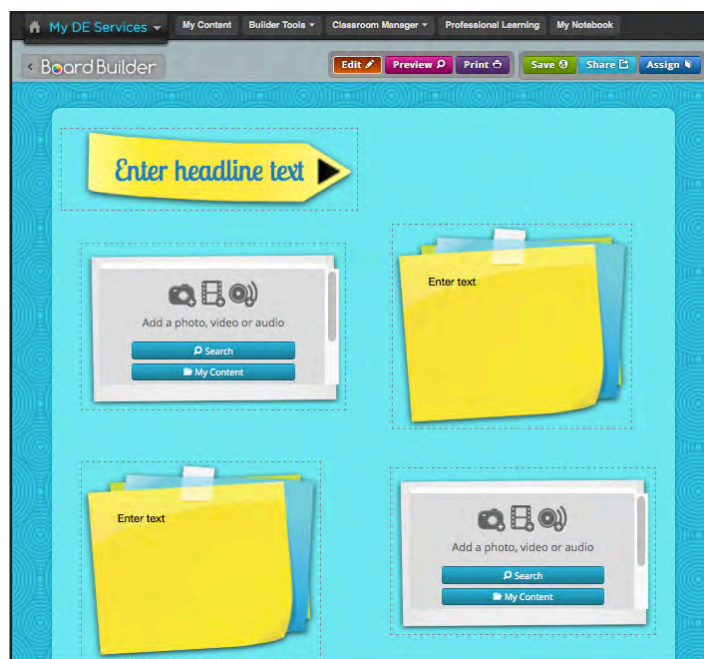 My DE Services My Content Builder Tools Classroom Manager Professional Learning My Notebook
Board Builder Edit Preview Print Save Share Assign
Enter headline text
Add a photo, video or audio
Search
My Content
Enter text
Enter text
Add a photo, video or audio
Search
My Content